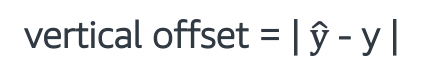 vertical offset = | ŷ - y |